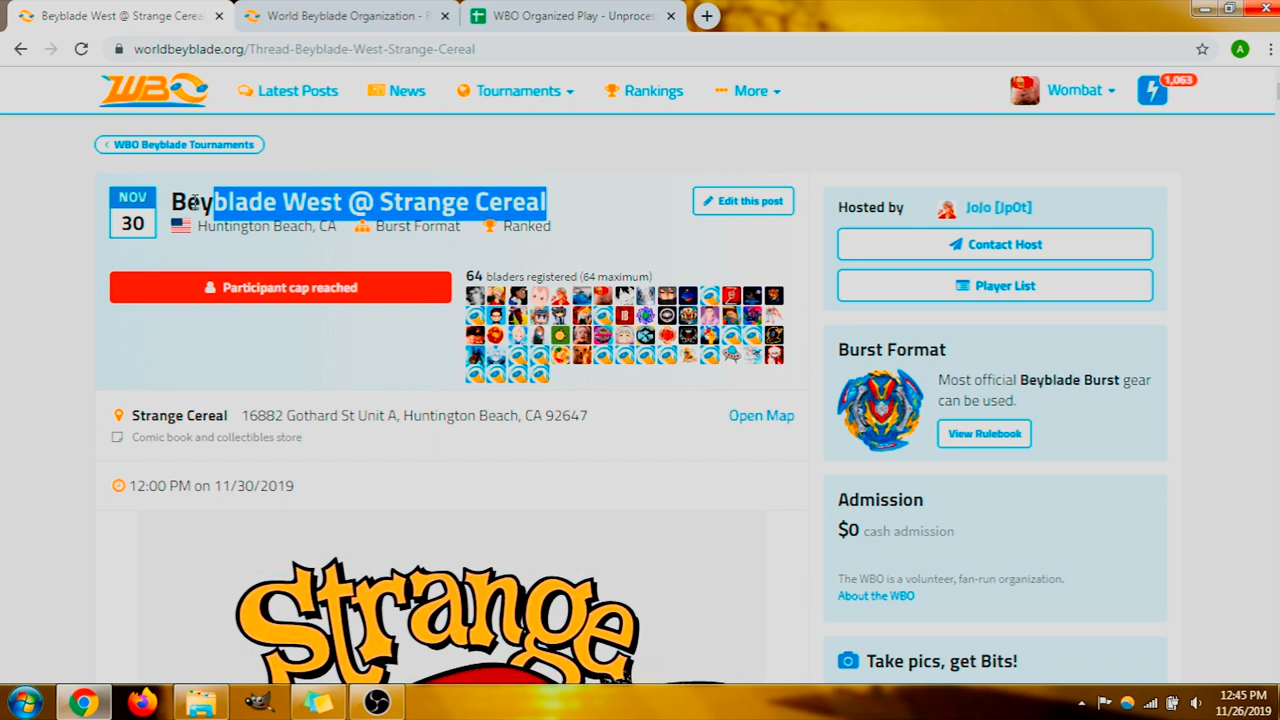 Beyblade West @ Strange Cereal
World Beyblade Organization - R
WBO Organized Play - Unproces
worldbeyblade.org/Thread-Beyblade-West-Strange-Cereal
A
WBO
Latest Posts
News
Tournaments
Rankings
More
Wombat
1,063
WBO Beyblade Tournaments
NOV
30
Beyblade West @ Strange Cereal
Huntington Beach, CA
Burst Format
Ranked
Edit this post
Participant cap reached
64 bladers registered (64 maximum)
Strange Cereal 16882 Gothard St Unit A, Huntington Beach, CA 92647
Open Map
Comic book and collectibles store
12:00 PM on 11/30/2019
Strange
Hosted by JoJo [Jp0t]
Contact Host
Player List
Burst Format
Most official Beyblade Burst gear
can be used.
View Rulebook
Admission
$0 cash admission
The WBO is a volunteer, fan-run organization.
About the WBO
Take pics, get Bits!
12:45 PM
11/26/2019